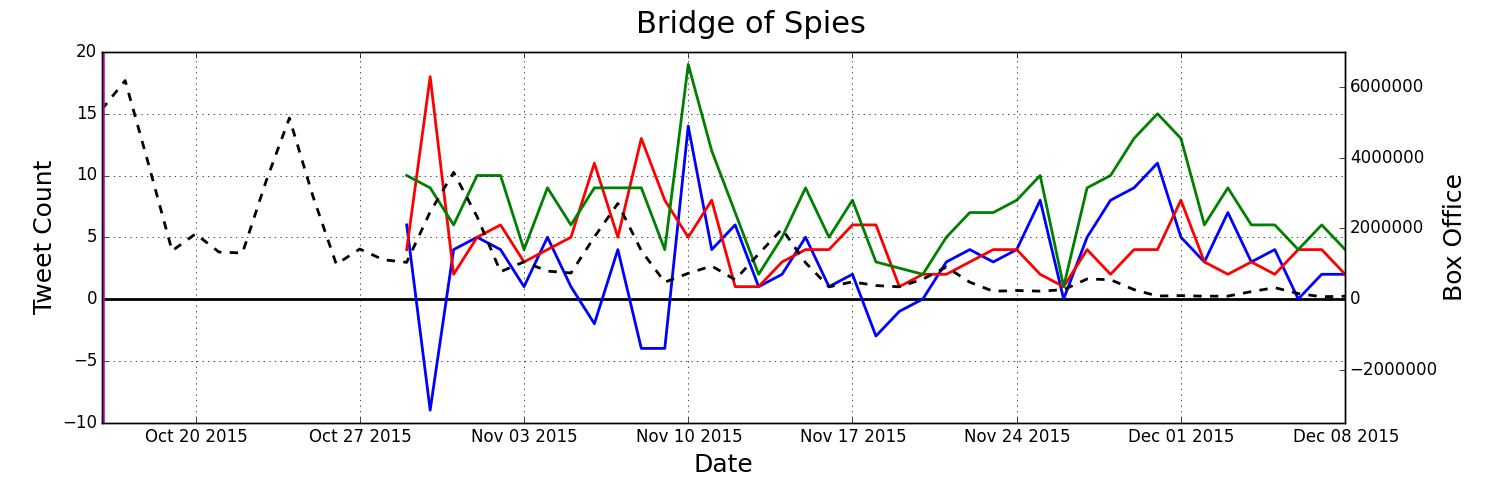 Bridge of Spies
20
15
10
5
0
−5
−10
Tweet Count
6000000
4000000
2000000
0
−2000000
Box Office
Oct 20 2015 Oct 27 2015 Nov 03 2015 Nov 10 2015 Nov 17 2015 Nov 24 2015 Dec 01 2015 Dec 08 2015
Date